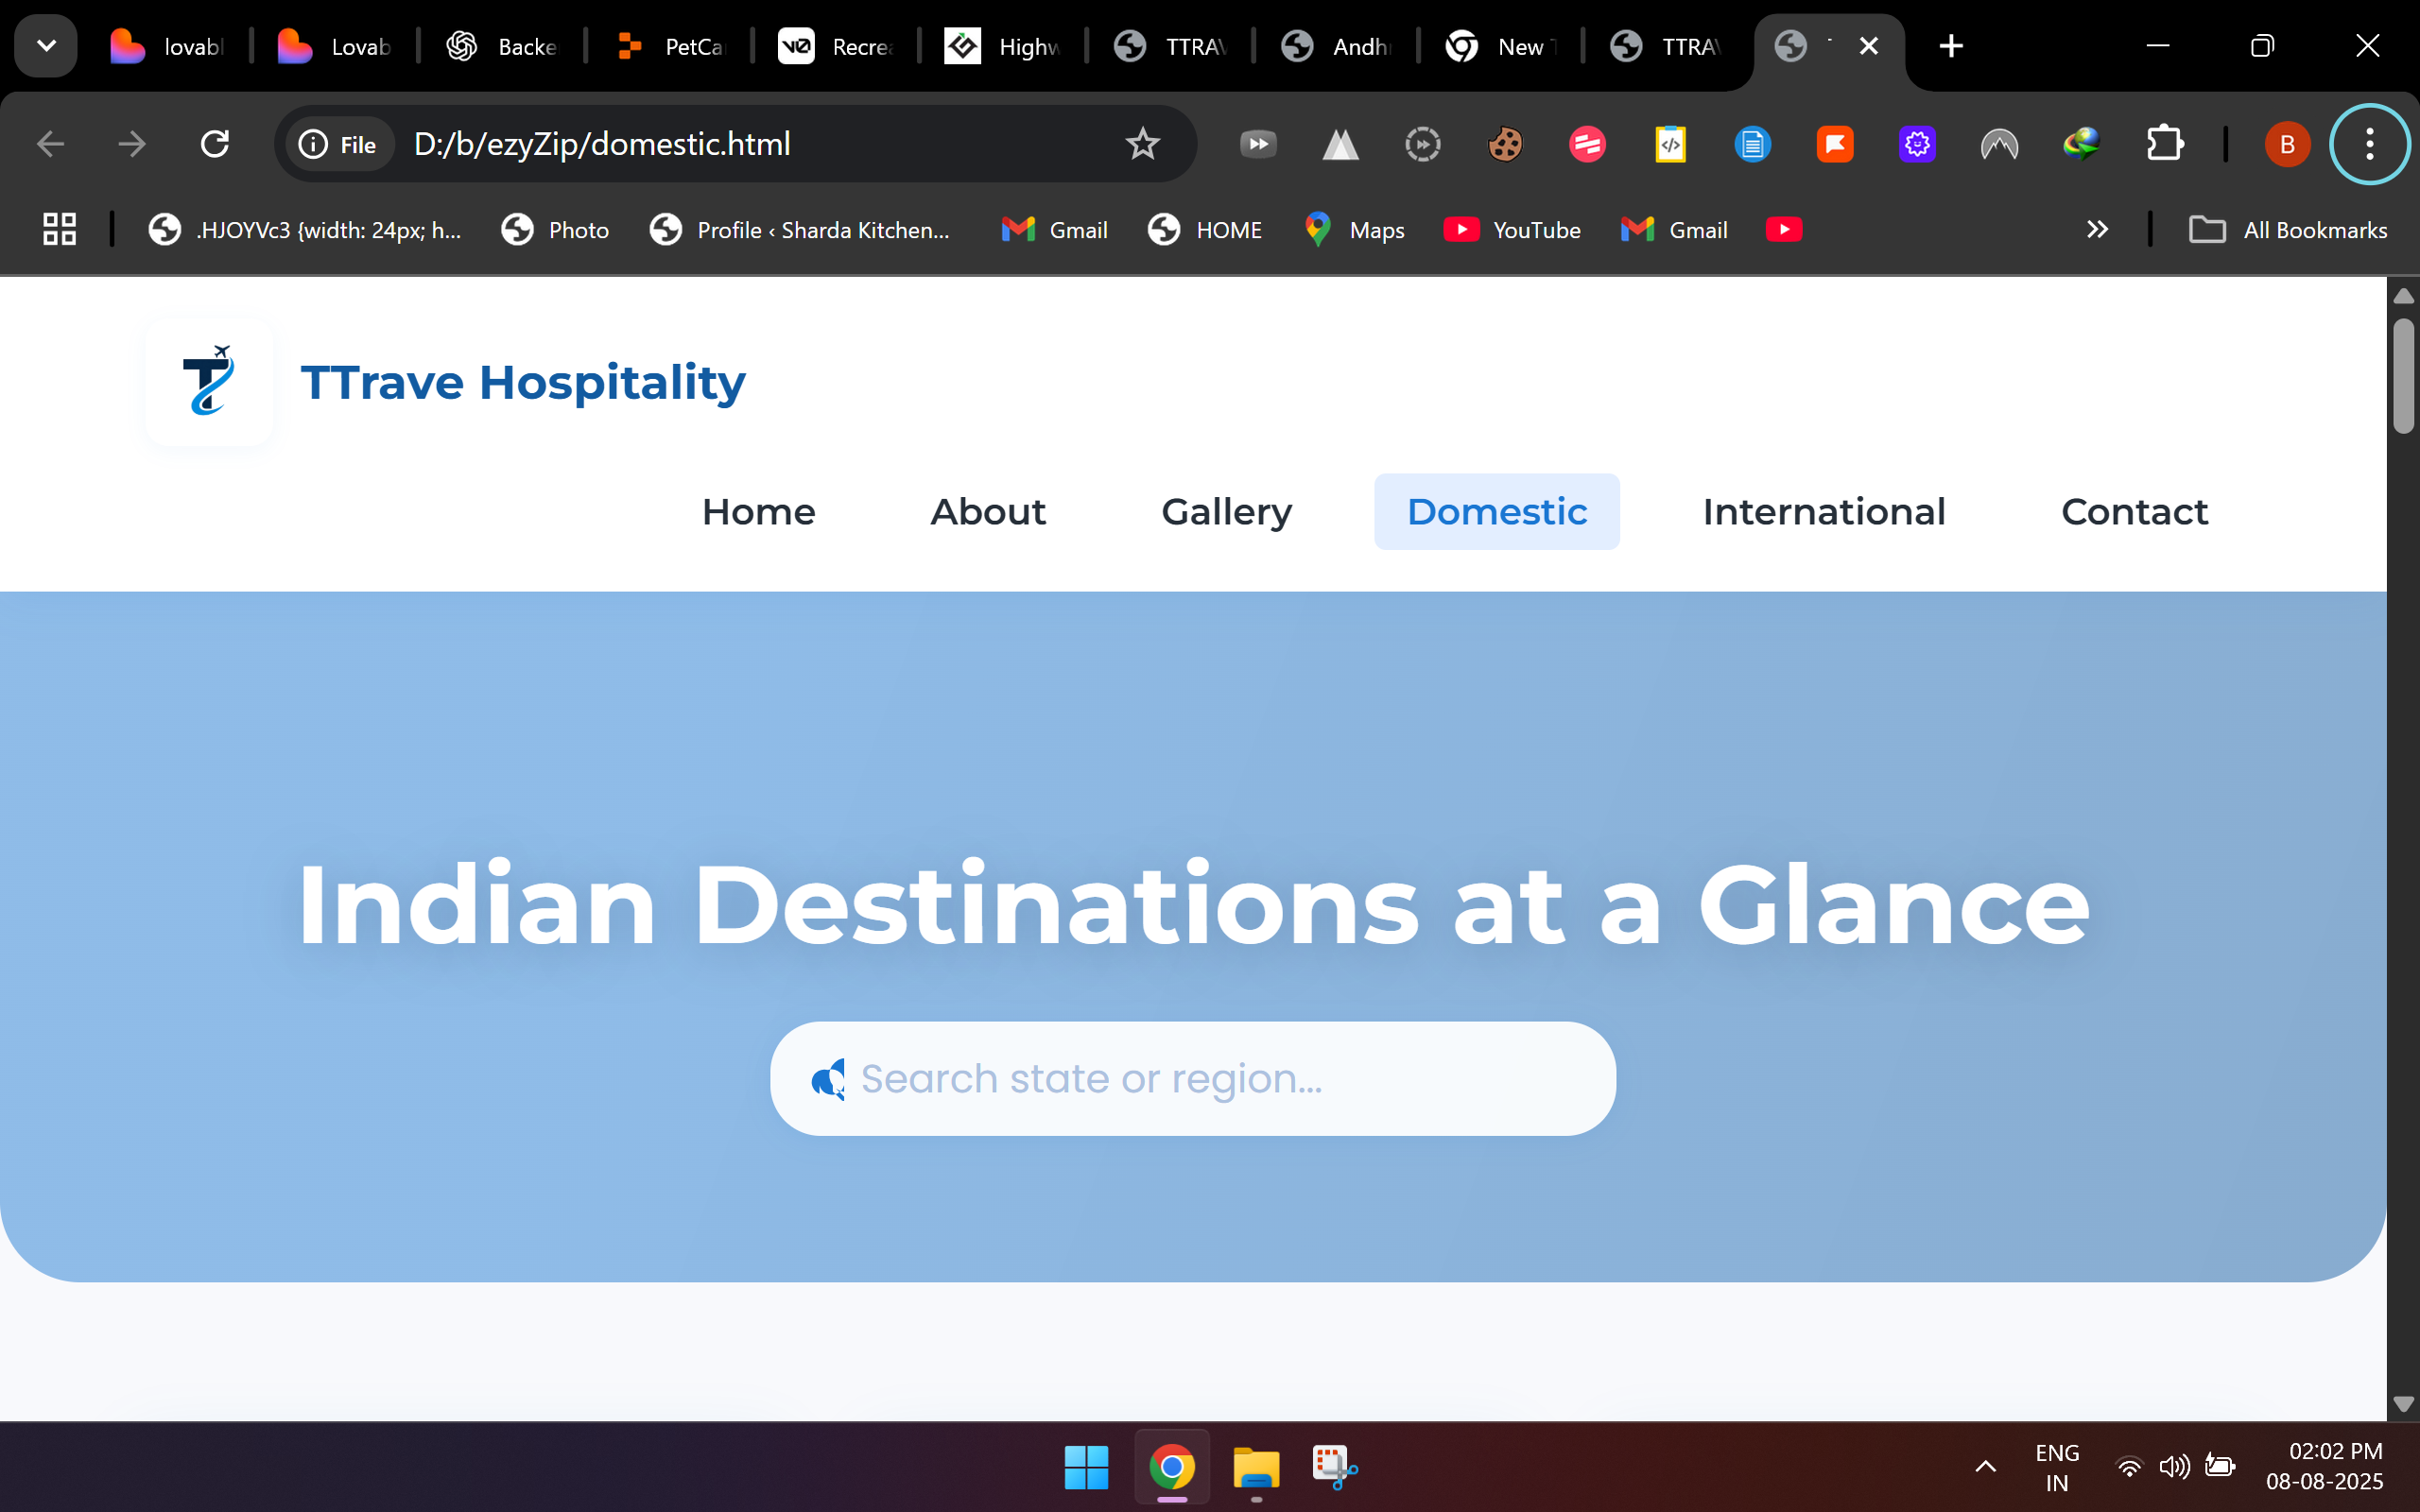 lovabl
Lovab
Backe
PetCa
Recrea
Highw
TTRAV
Andhr
New T
TTRAV
File
D:/b/ezyZip/domestic.html
B
.HJOYVc3 {width: 24px; h...
Photo
Profile ‹ Sharda Kitchen...
Gmail
HOME
Maps
YouTube
Gmail
All Bookmarks
TTrave Hospitality
Home
About
Gallery
Domestic
International
Contact
Indian Destinations at a Glance
Search state or region...
ENG
IN
02:02 PM
08-08-2025